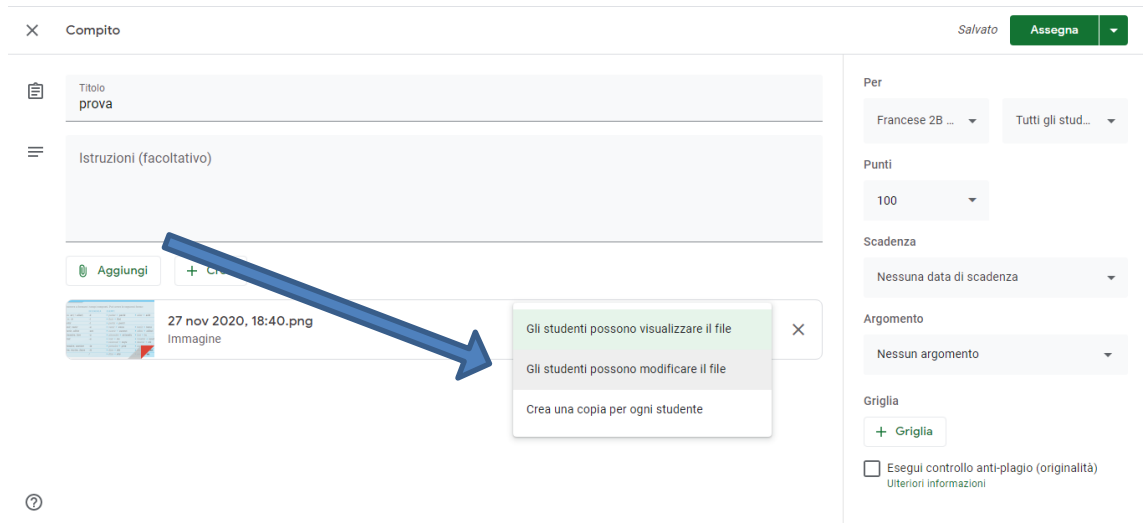 Compito
Salvato
Assegna
Titolo
prova
Istruzioni (facoltativo)
Aggiungi
+
27 nov 2020, 18:40.png
Immagine
Gli studenti possono visualizzare il file
Gli studenti possono modificare il file
Crea una copia per ogni studente
Per
Francese 2B ...
Tutti gli stud...
Punti
100
Scadenza
Nessuna data di scadenza
Argomento
Nessun argomento
Griglia
+ Griglia
Esegui controllo anti-plagio (originalità)
Ulteriori informazioni